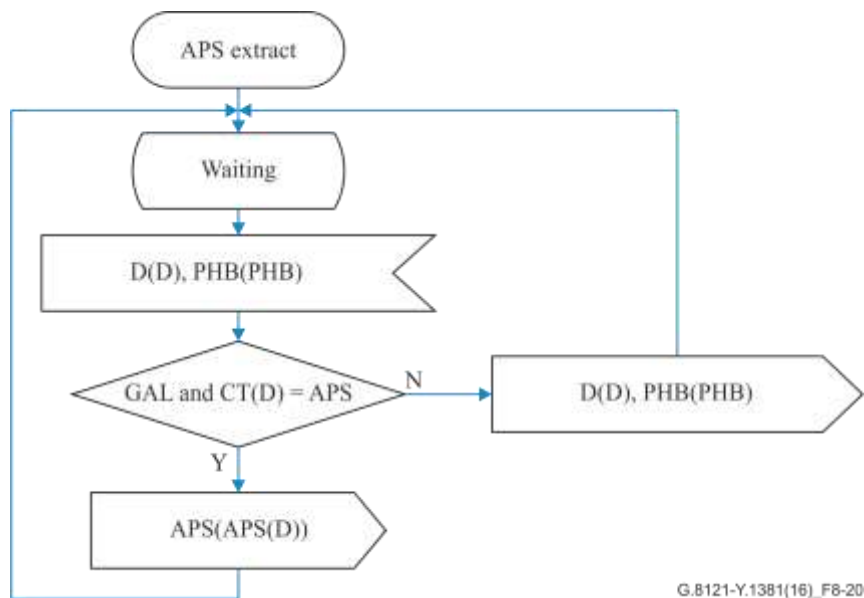 APS extract
Waiting
D(D), PHB(PHB)
GAL and CT(D) = APS
N
D(D), PHB(PHB)
Y
APS(APS(D))
G.8121-Y.1381(16)_F8-20